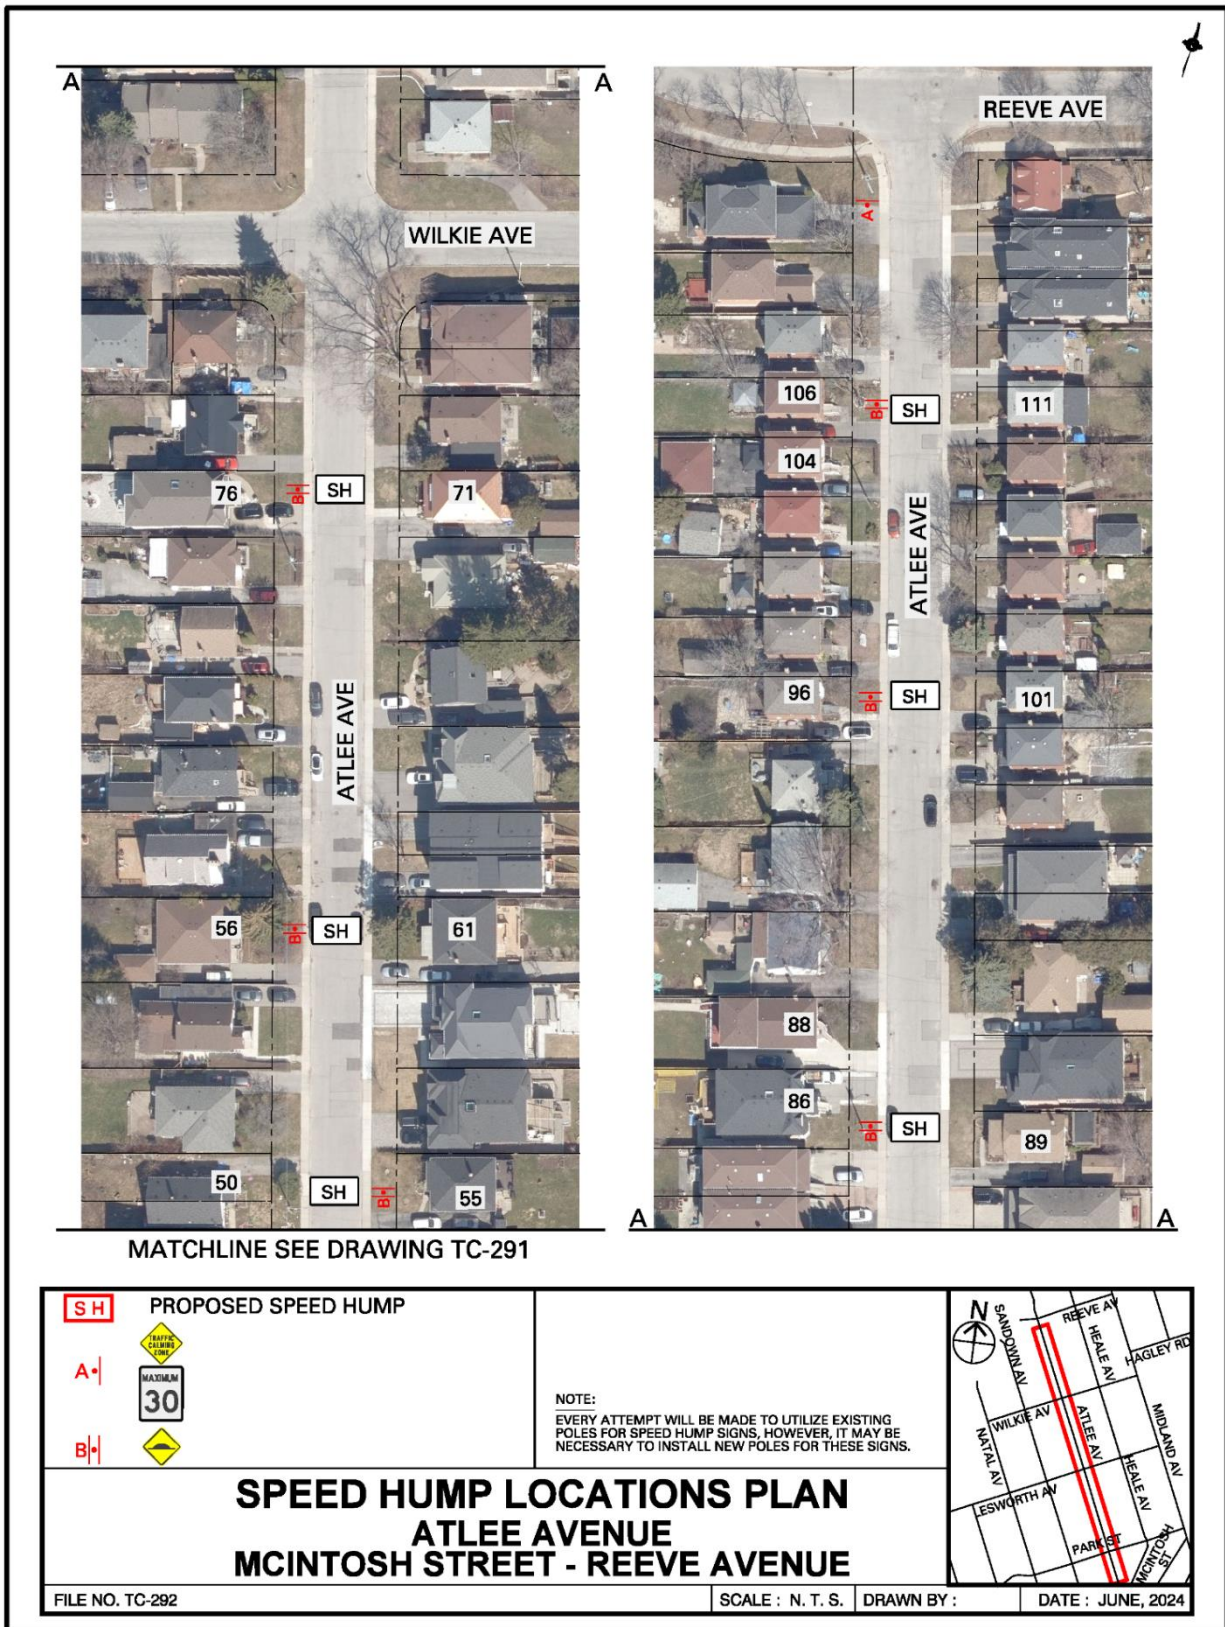 A
A
WILKIE AVE
76
B
SH
71
ATLEE AVE
56
B
SH
61
50
SH
B
55
MATCHLINE SEE DRAWING TC-291
REEVE AVE
A
106
B
SH
111
104
ATLEE AVE
96
B
SH
101
88
86
B
SH
89
A
A
SH PROPOSED SPEED HUMP
TRAFFIC
CALMING
ZONE
A
MAXIMUM
30
B
NOTE:
EVERY ATTEMPT WILL BE MADE TO UTILIZE EXISTING
POLES FOR SPEED HUMP SIGNS, HOWEVER, IT MAY BE
NECESSARY TO INSTALL NEW POLES FOR THESE SIGNS.
N
SANDOWN AV
REEVE AV
HEALE AV
HAGLEY RD
WILKIE AV
ATLEE AV
MIDLAND AV
NATAL AV
HEALE AV
ESWORTH AV
PARK ST
MCINTOSH
ST
SPEED HUMP LOCATIONS PLAN
ATLEE AVENUE
MCINTOSH STREET - REEVE AVENUE
FILE NO. TC-292
SCALE : N. T. S.
DRAWN BY :
DATE : JUNE, 2024